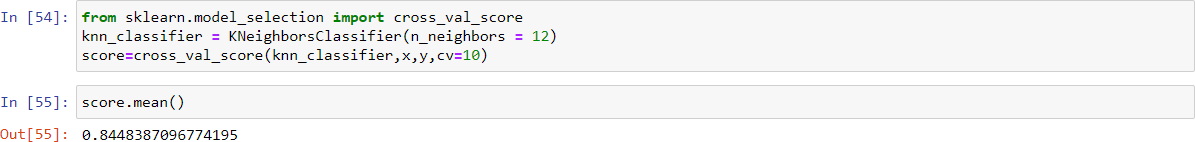 In [54]: from sklearn.model_selection import cross_val_score
knn_classifier = KNeighborsClassifier(n_neighbors = 12)
score=cross_val_score(knn_classifier,x,y,cv=10)
In [55]: score.mean()
Out[55]: 0.8448387096774195